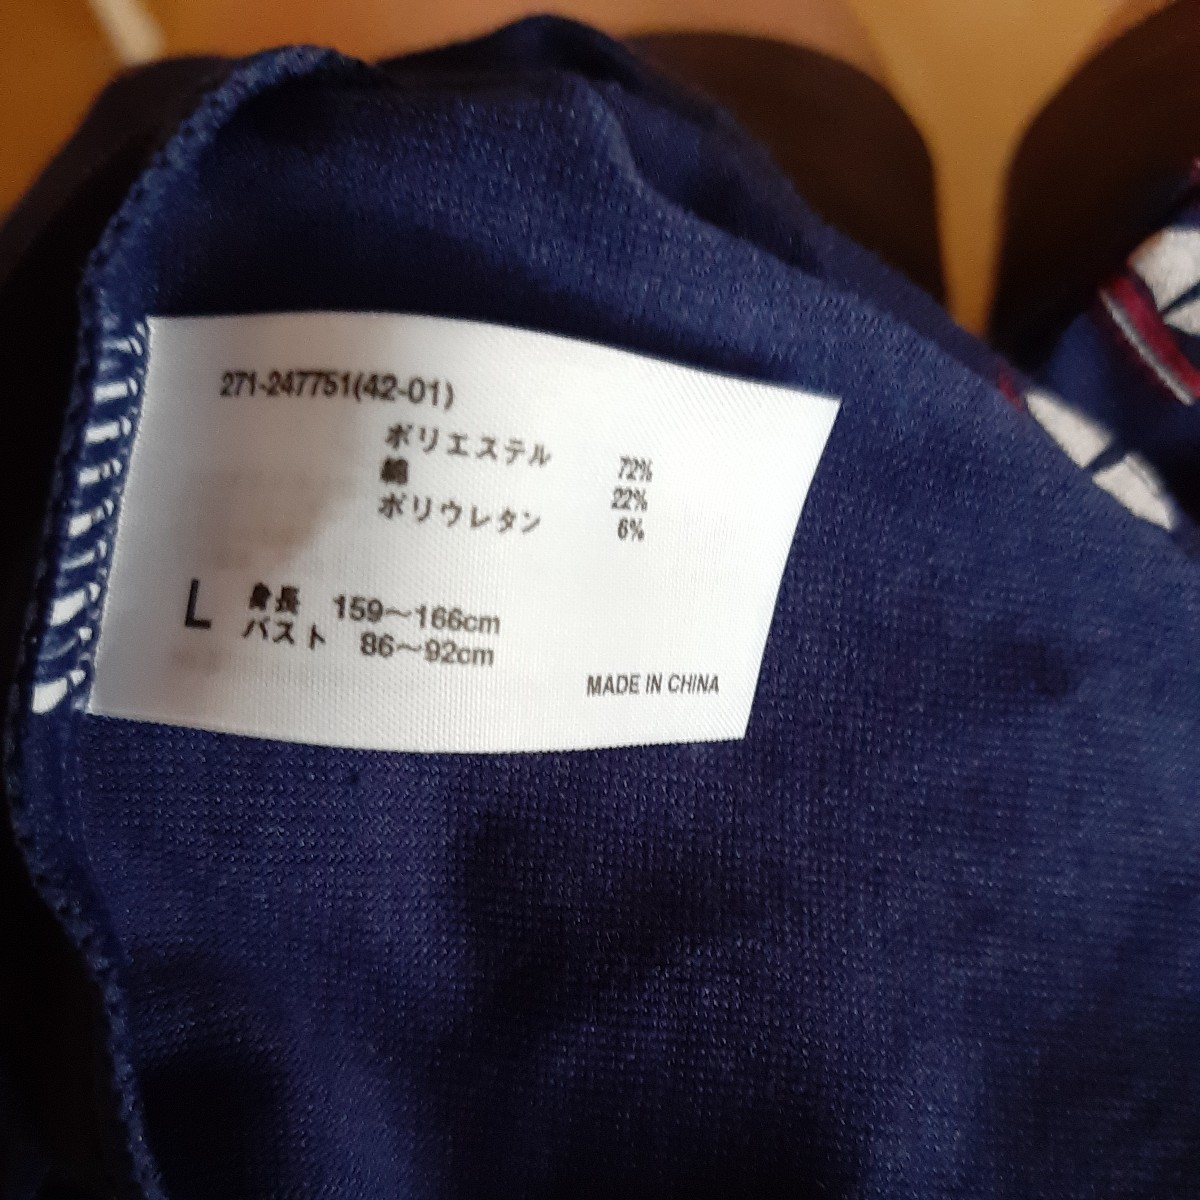 271-247751(42-01)
ポリエステル 72%
綿 22%
ポリウレタン 6%
L 身長 159～166cm
バスト 86～92cm
MADE IN CHINA